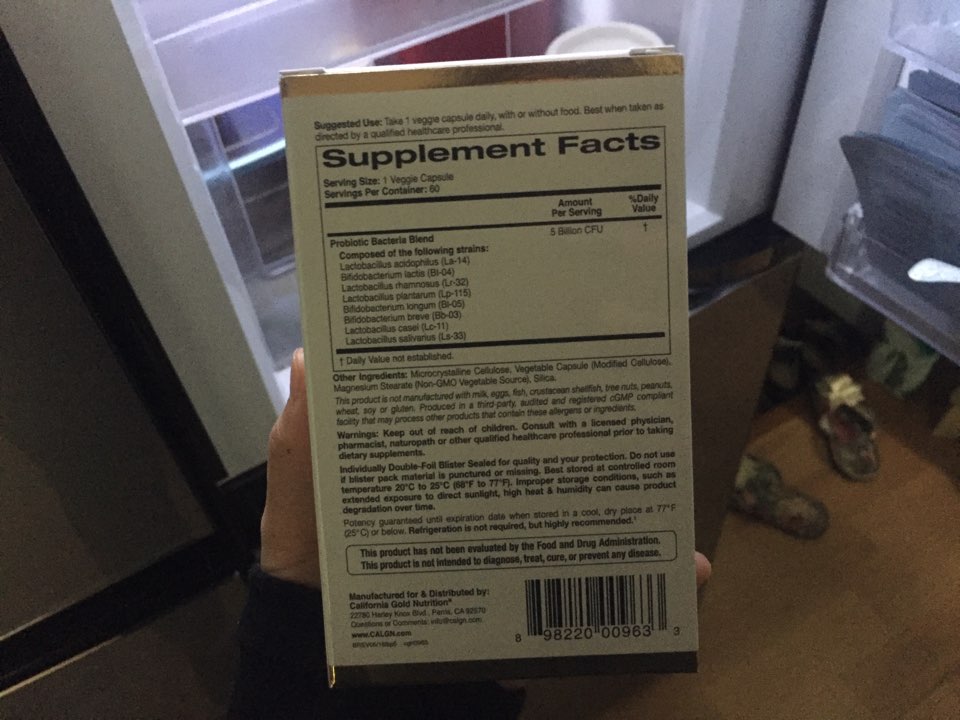 Suggested Use: Take 1 veggie capsule daily, with or without food. Best when taken as
directed by a qualified healthcare professional.
Supplement Facts
Serving Size: 1 Veggie Capsule
Servings Per Container: 60
Amount Per Serving
%Daily Value
Probiotic Bacteria Blend 5 Billion CFU †
Composed of the following strains:
Lactobacillus acidophilus (La-14)
Bifidobacterium lactis (Bl-04)
Lactobacillus rhamnosus (Lr-32)
Lactobacillus plantarum (Lp-115)
Bifidobacterium longum (Bl-05)
Bifidobacterium breve (Bb-03)
Lactobacillus casei (Lc-11)
Lactobacillus salivarius (Ls-33)
† Daily Value not established.
Other Ingredients: Microcrystalline Cellulose, Vegetable Capsule (Modified Cellulose),
Magnesium Stearate (Non-GMO Vegetable Source), Silica.
This product is not manufactured with milk, eggs, fish, crustacean shellfish, tree nuts, peanuts,
wheat, soy or gluten. Produced in a third-party, audited and registered cGMP compliant
facility that may process other products that contain these allergens or ingredients.
Warnings: Keep out of reach of children. Consult with a licensed physician,
pharmacist, naturopath or other qualified healthcare professional prior to taking
dietary supplements.
Individually Double-Foil Blister Sealed for quality and your protection. Do not use
if blister pack material is punctured or missing. Best stored at controlled room
temperature 20°C to 25°C (68°F to 77°F). Improper storage conditions, such as
extended exposure to direct sunlight, high heat & humidity can cause product
degradation over time.
Potency guaranteed until expiration date when stored in a cool, dry place at 77°F
(25°C) or below. Refrigeration is not required, but highly recommended.
This product has not been evaluated by the Food and Drug Administration.
This product is not intended to diagnose, treat, cure, or prevent any disease.
Manufactured for & Distributed by:
California Gold Nutrition®
22780 Harley Knox Blvd., Perris, CA 92570
Questions or Comments: info@calgn.com
www.CALGN.com
8 98220 00963 3